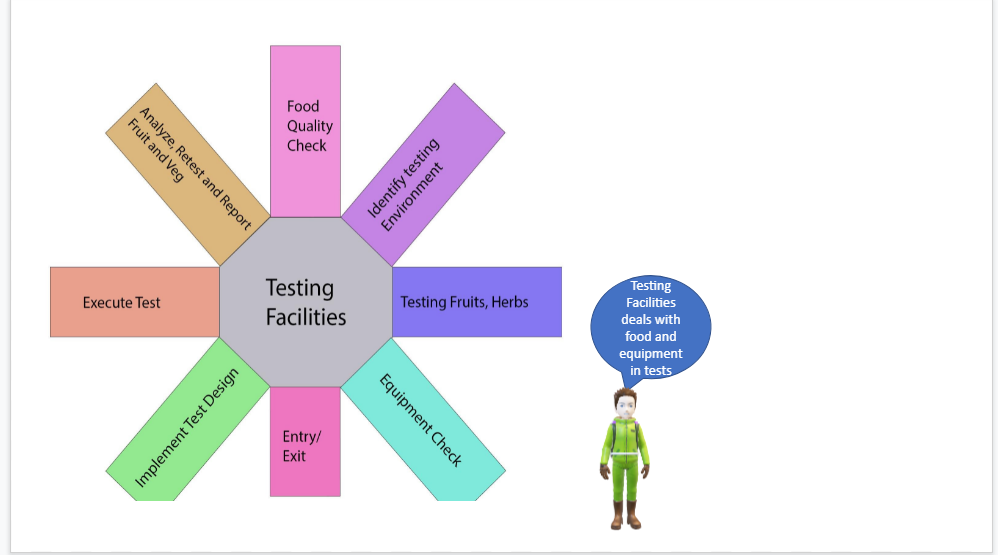 Food
Quality
Check
Identify testing
Environment
Testing Fruits, Herbs
Equipment Check
Entry/
Exit
Implement Test Design
Execute Test
Analyze, Retest and Report
Fruit and Veg
Testing
Facilities
Testing
Facilities
deals with
food and
equipment
in tests